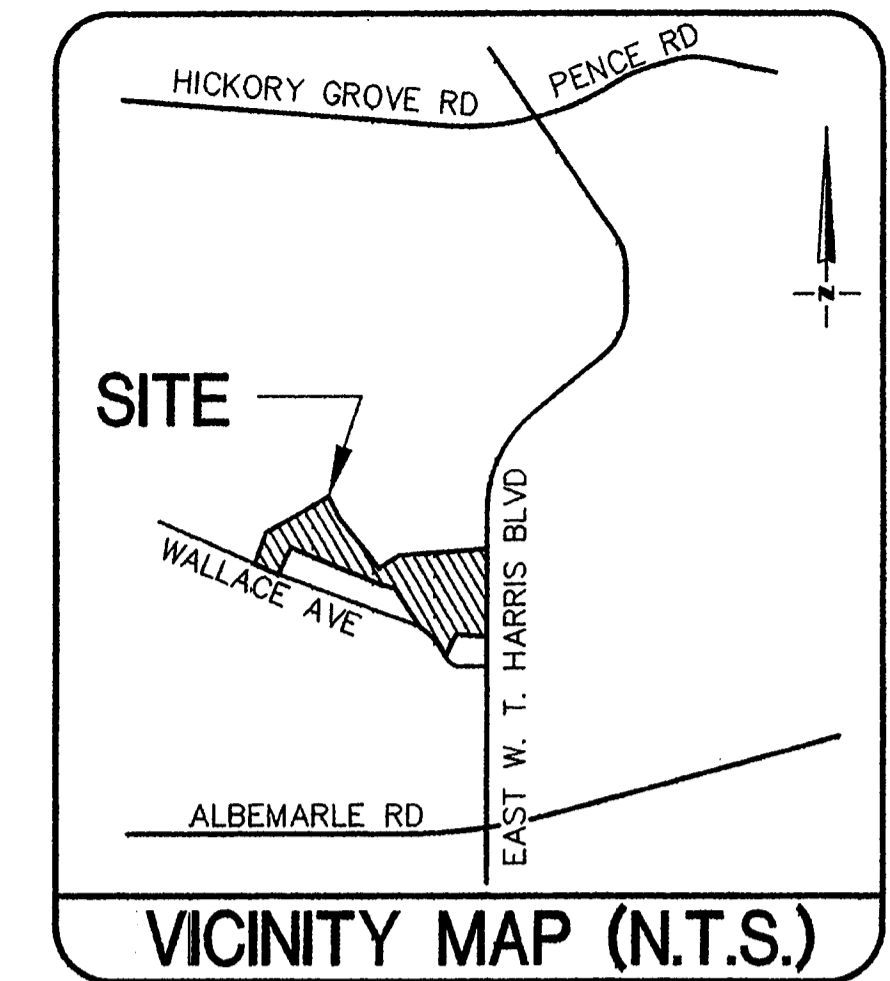 HICKORY GROVE RD
PENCE RD
N
SITE
WALLACE AVE
EAST W. T. HARRIS BLVD
ALBEMARLE RD
VICINITY MAP (N.T.S.)